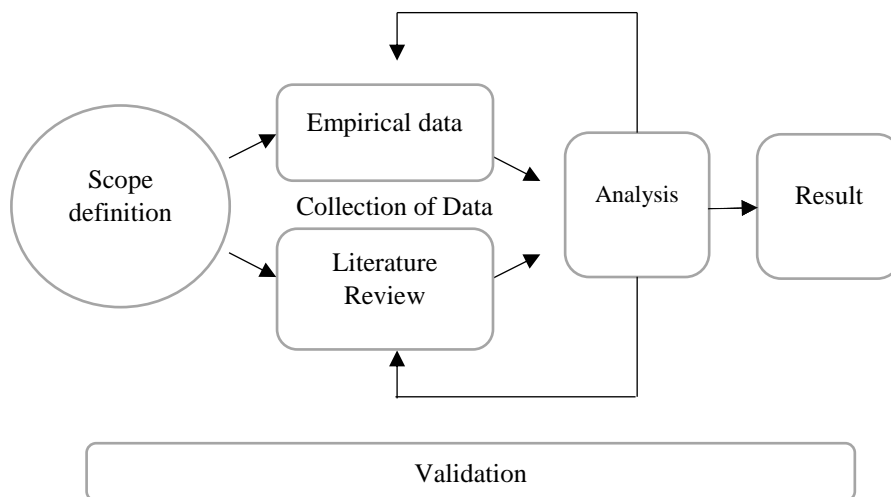 Scope
definition
Empirical data
Collection of Data
Literature
Review
Analysis
Result
Validation